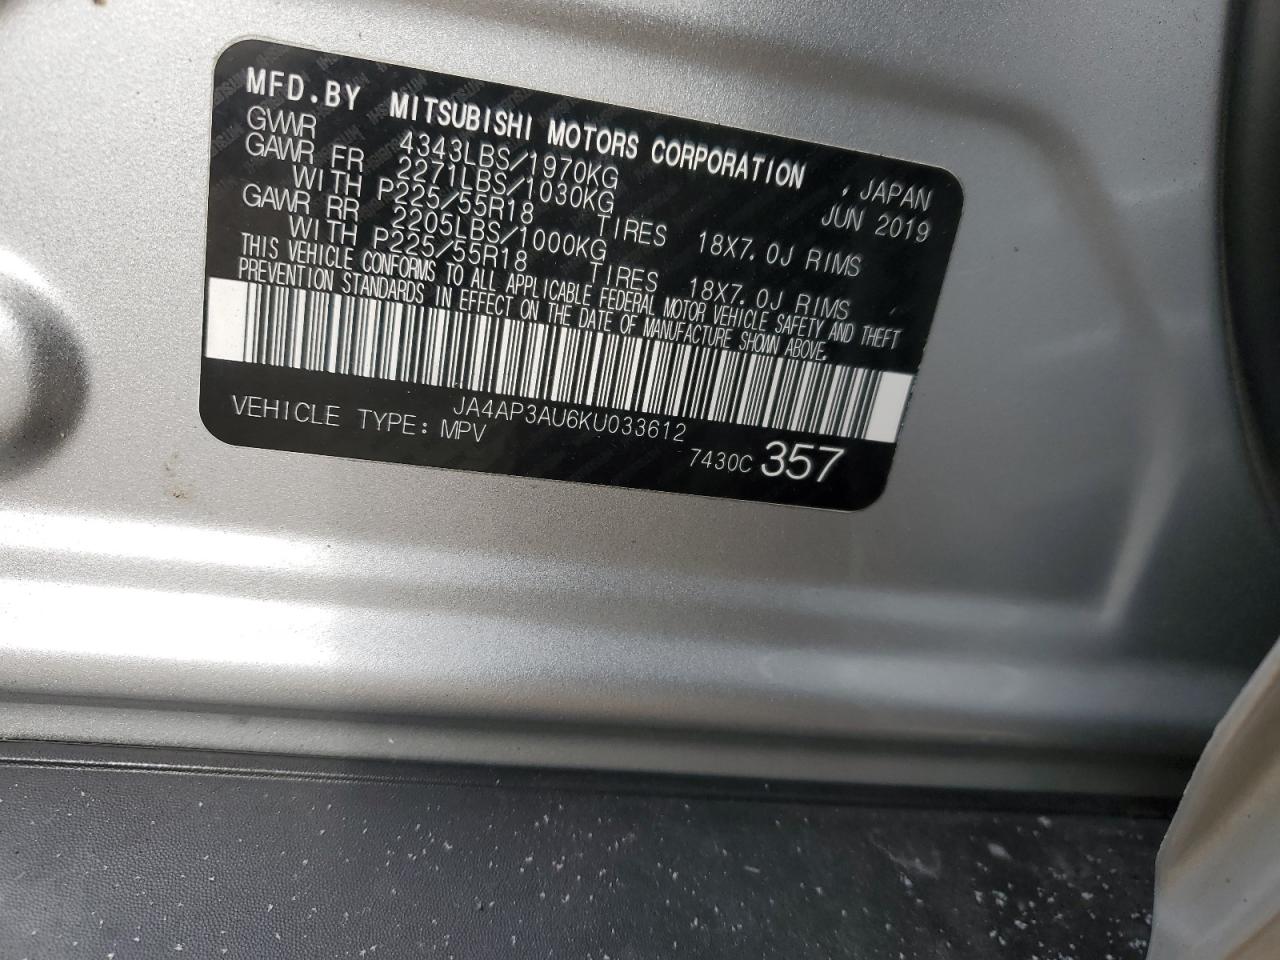 MFD.BY MITSUBISHI MOTORS CORPORATION , JAPAN
GVWR 4343LBS/1970KG JUN 2019
GAWR FR 2271LBS/1030KG
WITH P225/55R18 TIRES 18X7.0J RIMS
GAWR RR 2205LBS/1000KG
WITH P225/55R18 TIRES 18X7.0J RIMS
THIS VEHICLE CONFORMS TO ALL APPLICABLE FEDERAL MOTOR VEHICLE SAFETY AND THEFT
PREVENTION STANDARDS IN EFFECT ON THE DATE OF MANUFACTURE SHOWN ABOVE.
JA4AP3AU6KU033612
VEHICLE TYPE: MPV
7430C 357